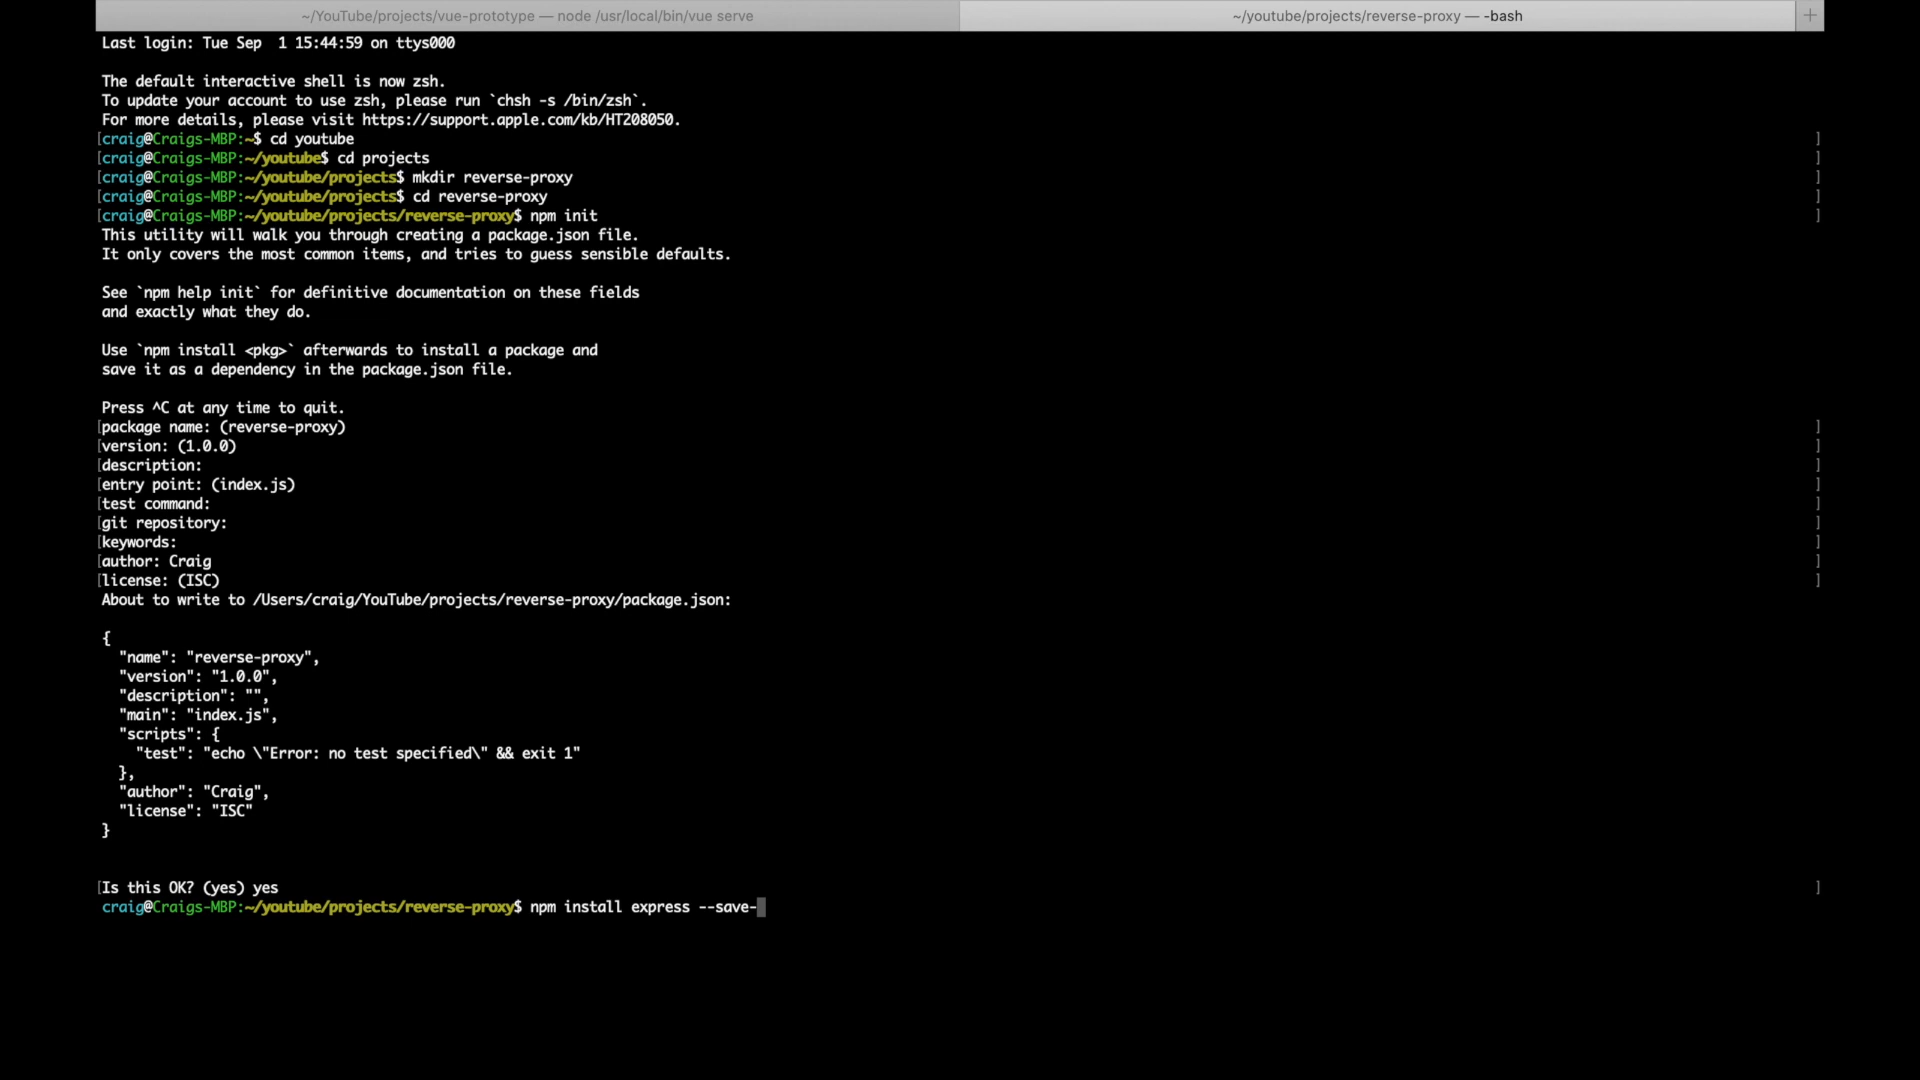 ~/YouTube/projects/vue-prototype — node /usr/local/bin/vue serve
~/youtube/projects/reverse-proxy — -bash
+
Last login: Tue Sep  1 15:44:59 on ttys000
The default interactive shell is now zsh.
To update your account to use zsh, please run `chsh -s /bin/zsh`.
For more details, please visit https://support.apple.com/kb/HT208050.
[craig@Craigs-MBP:~$ cd youtube ]
[craig@Craigs-MBP:~/youtube$ cd projects ]
[craig@Craigs-MBP:~/youtube/projects$ mkdir reverse-proxy ]
[craig@Craigs-MBP:~/youtube/projects$ cd reverse-proxy ]
[craig@Craigs-MBP:~/youtube/projects/reverse-proxy$ npm init ]
This utility will walk you through creating a package.json file.
It only covers the most common items, and tries to guess sensible defaults.
See `npm help init` for definitive documentation on these fields
and exactly what they do.
Use `npm install <pkg>` afterwards to install a package and
save it as a dependency in the package.json file.
Press ^C at any time to quit.
[package name: (reverse-proxy) ]
[version: (1.0.0) ]
[description: ]
[entry point: (index.js) ]
[test command: ]
[git repository: ]
[keywords: ]
[author: Craig ]
[license: (ISC) ]
About to write to /Users/craig/YouTube/projects/reverse-proxy/package.json:
{
  "name": "reverse-proxy",
  "version": "1.0.0",
  "description": "",
  "main": "index.js",
  "scripts": {
    "test": "echo \"Error: no test specified\" && exit 1"
  },
  "author": "Craig",
  "license": "ISC"
}
[Is this OK? (yes) yes ]
craig@Craigs-MBP:~/youtube/projects/reverse-proxy$ npm install express --save-